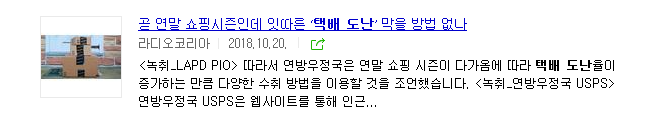 곧 연말 쇼핑시즌인데 잇따른 ‘택배 도난’ 막을 방법 없나
라디오코리아 | 2018.10.20. |
<녹취_LAPD PIO> 따라서 연방우정국은 연말 쇼핑 시즌이 다가옴에 따라 택배 도난율이
증가하는 만큼 다양한 수취 방법을 이용할 것을 조언했습니다. <녹취_연방우정국 USPS>
연방우정국 USPS은 웹사이트를 통해 인근...